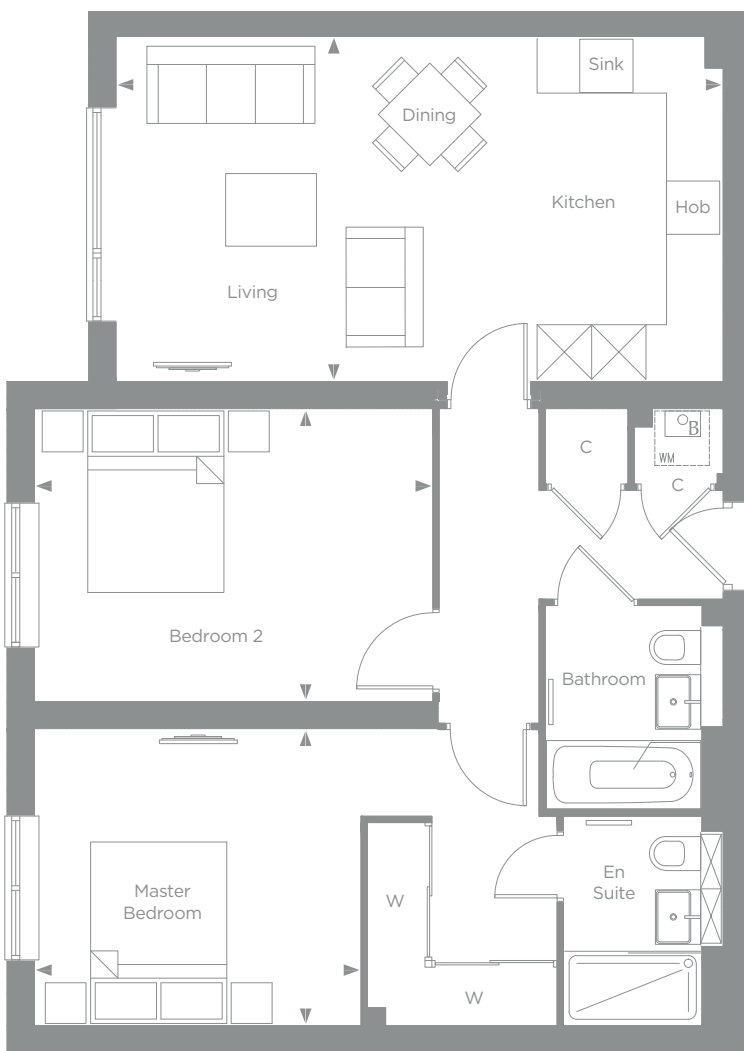 Sink
Dining
Kitchen
Hob
Living
C
B
WM
C
Bedroom 2
Bathroom
Master
Bedroom
En
Suite
W
W